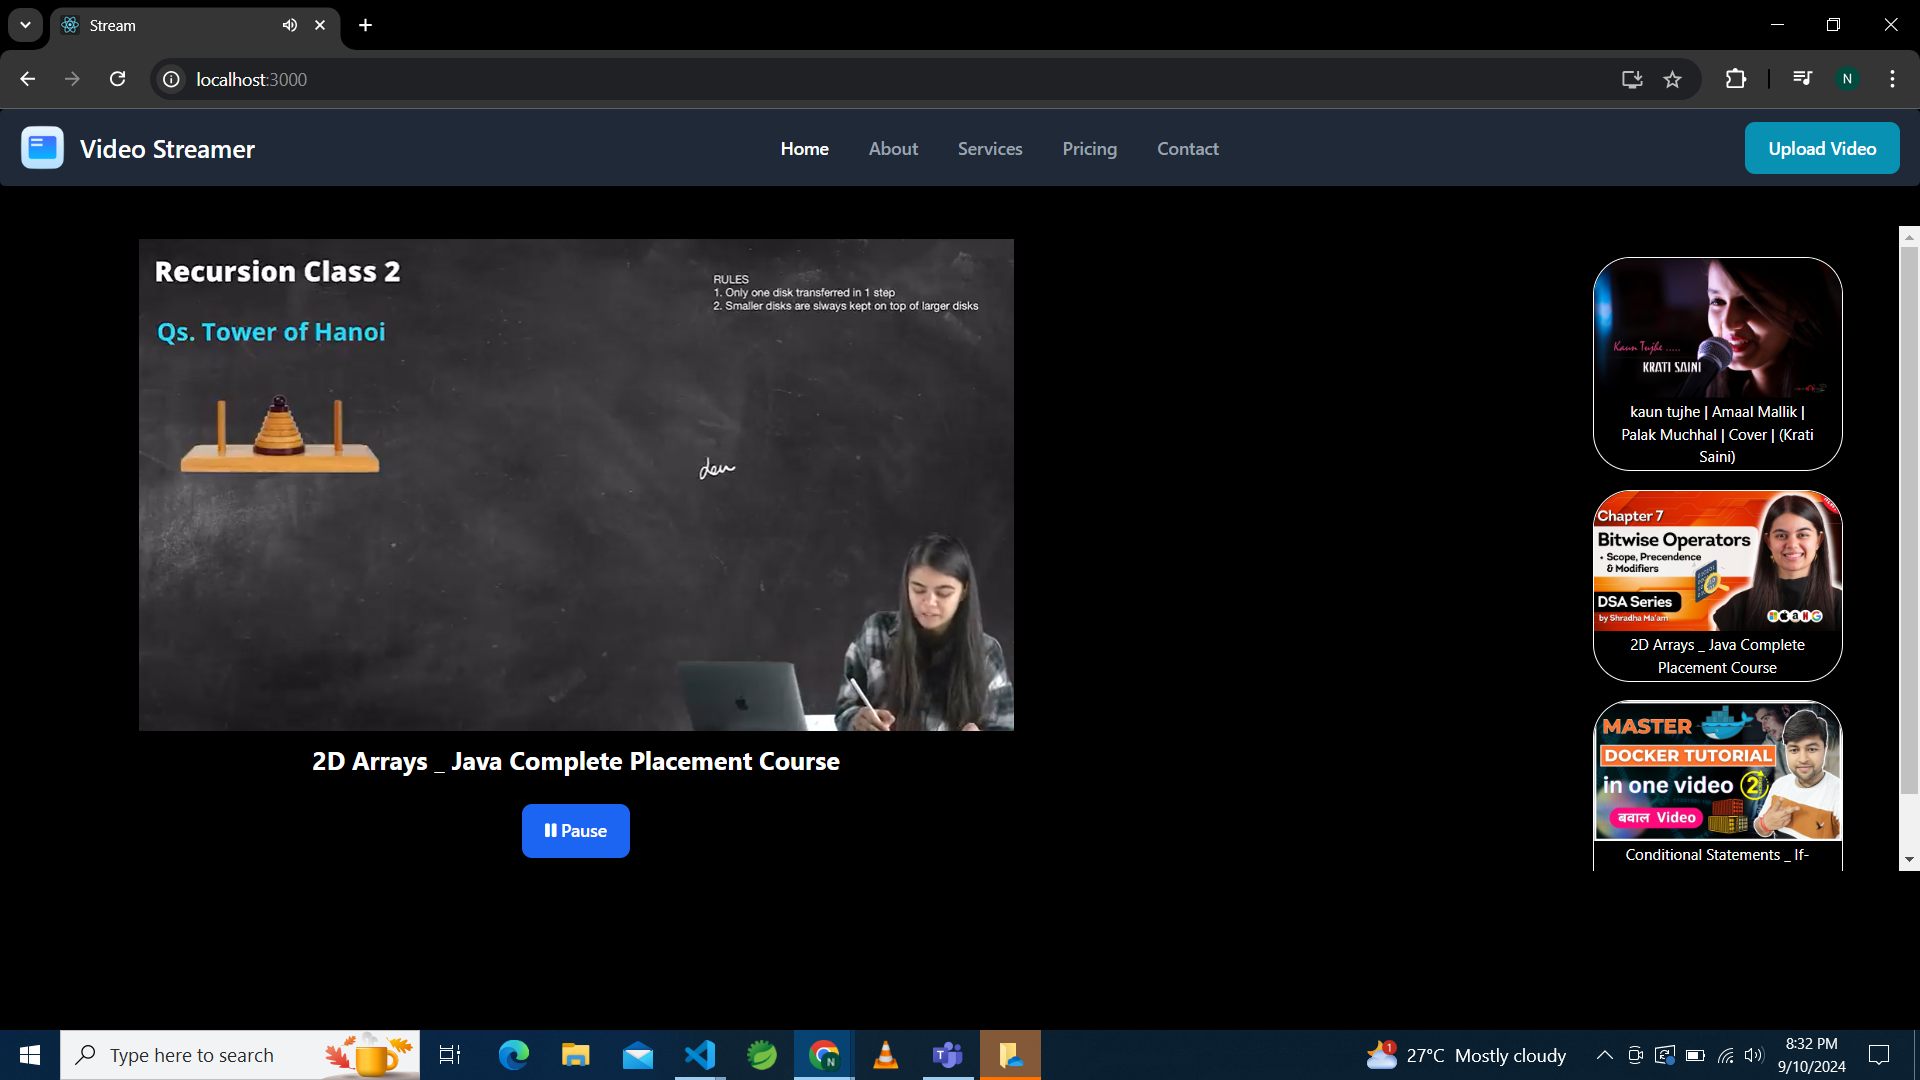 Stream
localhost:3000
N
Video Streamer
Home
About
Services
Pricing
Contact
Upload Video
Recursion Class 2
Qs. Tower of Hanoi
RULES
1. Only one disk transferred in 1 step
2. Smaller disks are slways kept on top of larger disks
2D Arrays _ Java Complete Placement Course
Pause
Kaun Tujhe .....
KRATI SAINI
kaun tujhe | Amaal Mallik |
Palak Muchhal | Cover | (Krati
Saini)
Chapter 7
Bitwise Operators
• Scope, Precendence
& Modifiers
DSA Series
by Shradha Ma'am
2D Arrays _ Java Complete
Placement Course
MASTER
DOCKER TUTORIAL
in one video 2
बवाल Video
Conditional Statements _ If-
Type here to search
N
T
1
27°C Mostly cloudy
8:32 PM
9/10/2024